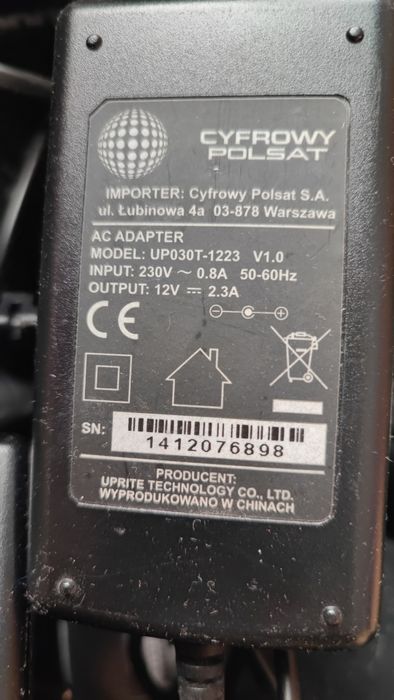 CYFROWY
POLSAT
IMPORTER: Cyfrowy Polsat S.A.
ul. Łubinowa 4a 03-878 Warszawa
AC ADAPTER
MODEL: UP030T-1223 V1.0
INPUT: 230V ~ 0.8A 50-60Hz
OUTPUT: 12V ⎓ 2.3A
CE
SN: 1412076898
PRODUCENT:
UPRITE TECHNOLOGY CO., LTD.
WYPRODUKOWANO W CHINACH